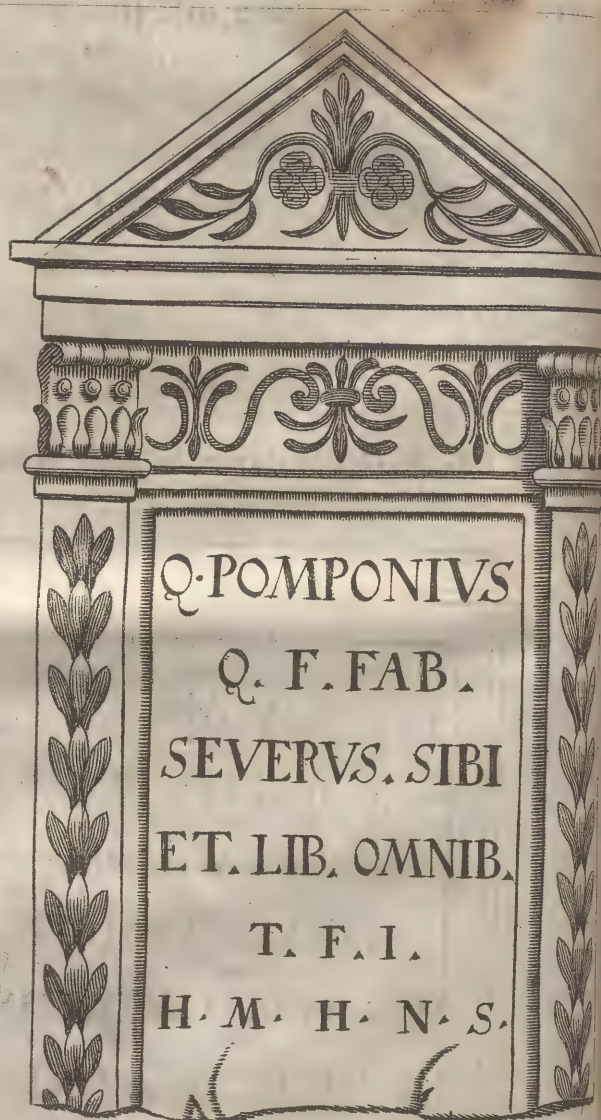 Q·POMPONIVS
Q. F. FAB.
SEVERVS. SIBI
ET. LIB. OMNIB.
T. F. I.
H· M· H· N· S.